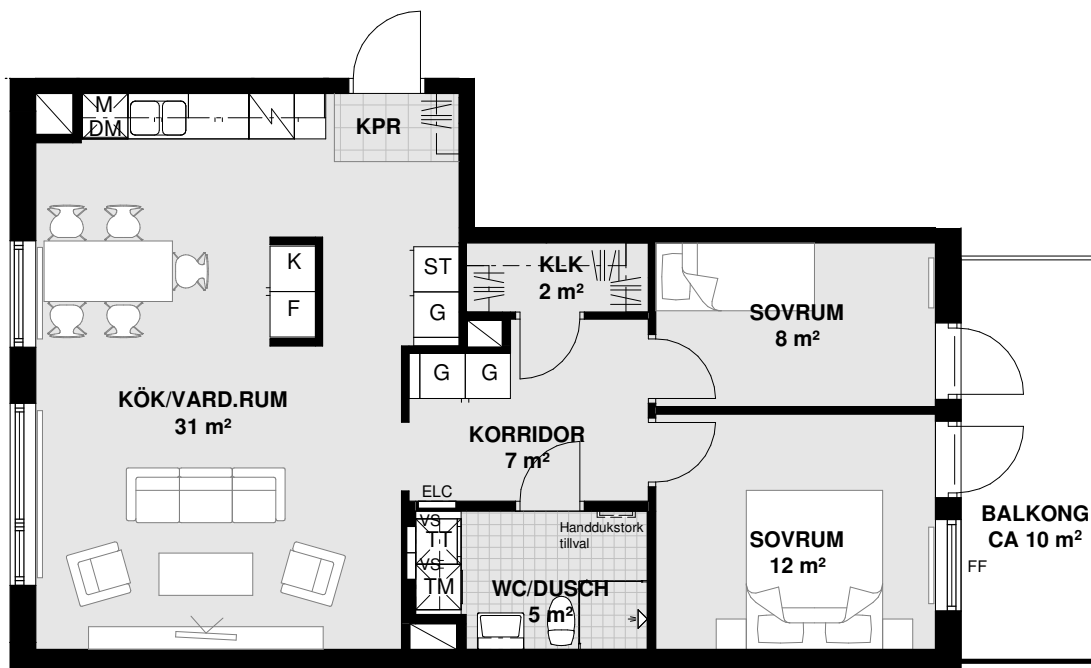 M
DM
KPR
K
F
ST
G
KLK
2 m²
SOVRUM
8 m²
G G
KÖK/VARD.RUM
31 m²
KORRIDOR
7 m²
ELC
VS
TT
VS
TM
Handdukstork
tillval
WC/DUSCH
5 m²
SOVRUM
12 m²
BALKONG
CA 10 m²
FF